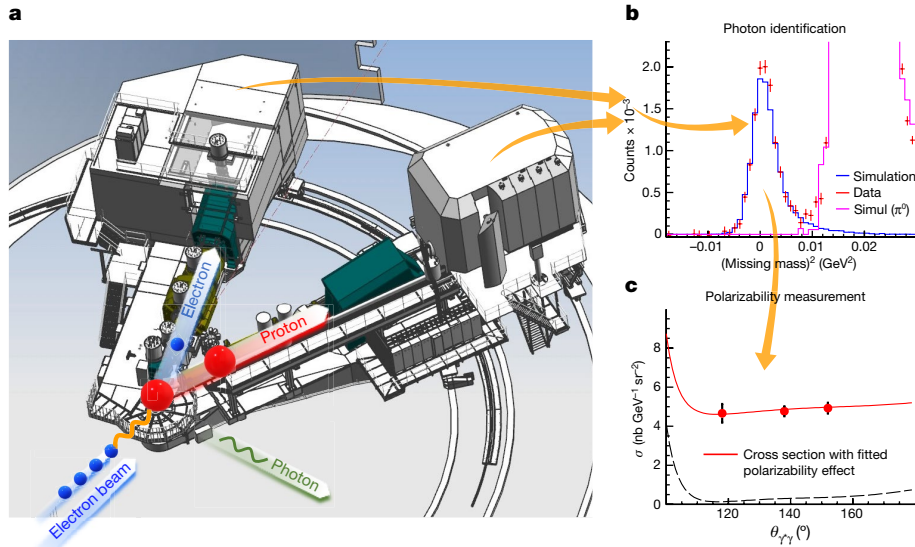 a
Electron
Proton
Photon
Electron beam
b
Photon identification
Counts × 10⁻³
2.0
1.5
1.0
0.5
0
Simulation
Data
Simul (π⁰)
−0.01
0
0.01
0.02
(Missing mass)² (GeV²)
c
Polarizability measurement
σ (nb GeV⁻¹ sr⁻²)
8
6
4
2
0
Cross section with fitted
polarizability effect
120
140
160
θγ*γ (°)